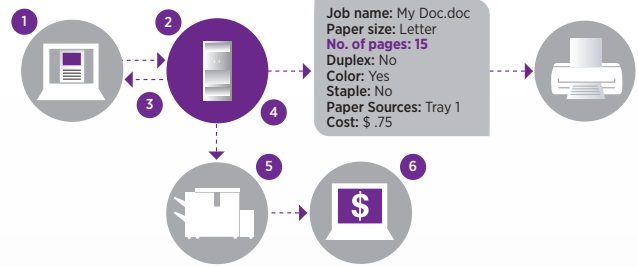 1
2
Job name: My Doc.doc
Paper size: Letter
No. of pages: 15
Duplex: No
Color: Yes
Staple: No
Paper Sources: Tray 1
Cost: $ .75
3
4
5
6
$